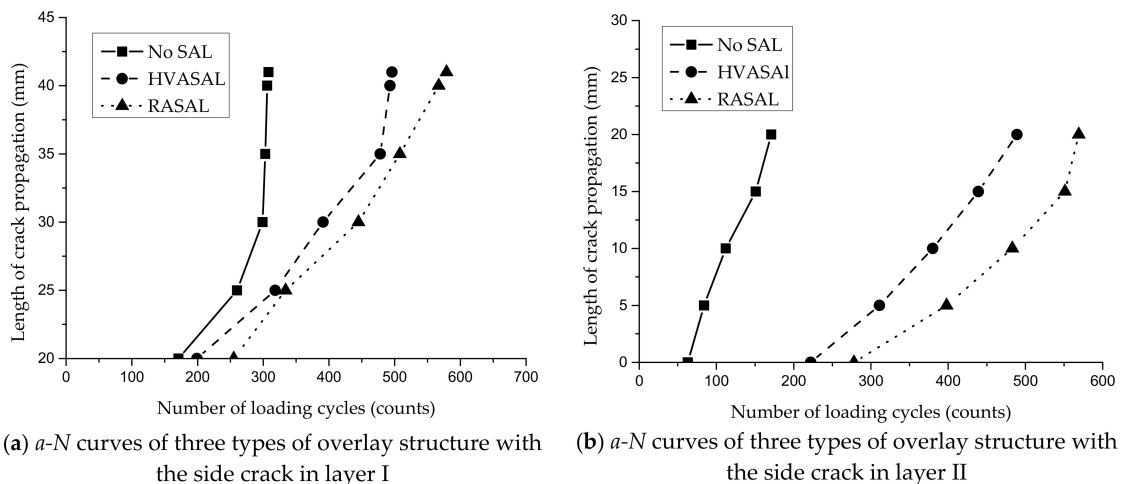 45
40
35
30
25
20
Length of crack propagation (mm)
No SAL
HVASAL
RASAL
0 100 200 300 400 500 600 700
Number of loading cycles (counts)
(a) a-N curves of three types of overlay structure with
the side crack in layer I
30
25
20
15
10
5
0
Length of crack propagation (mm)
No SAL
HVASAl
RASAL
0 100 200 300 400 500 600
Number of loading cycles (counts)
(b) a-N curves of three types of overlay structure with
the side crack in layer II